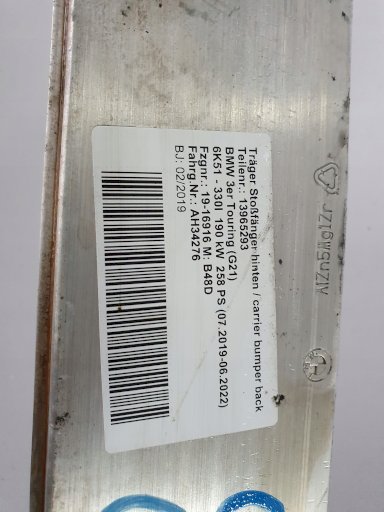 Träger Stoßfänger hinten / carrier bumper back
Teilenr.: 13965293
BMW 3er Touring (G21)
6K51 - 330I 190 kW 258 PS (07.2019-06.2022)
Fzgnr.: 19-16916 M: B48D
Fahrg.Nr.: AH34276
BJ: 02/2019